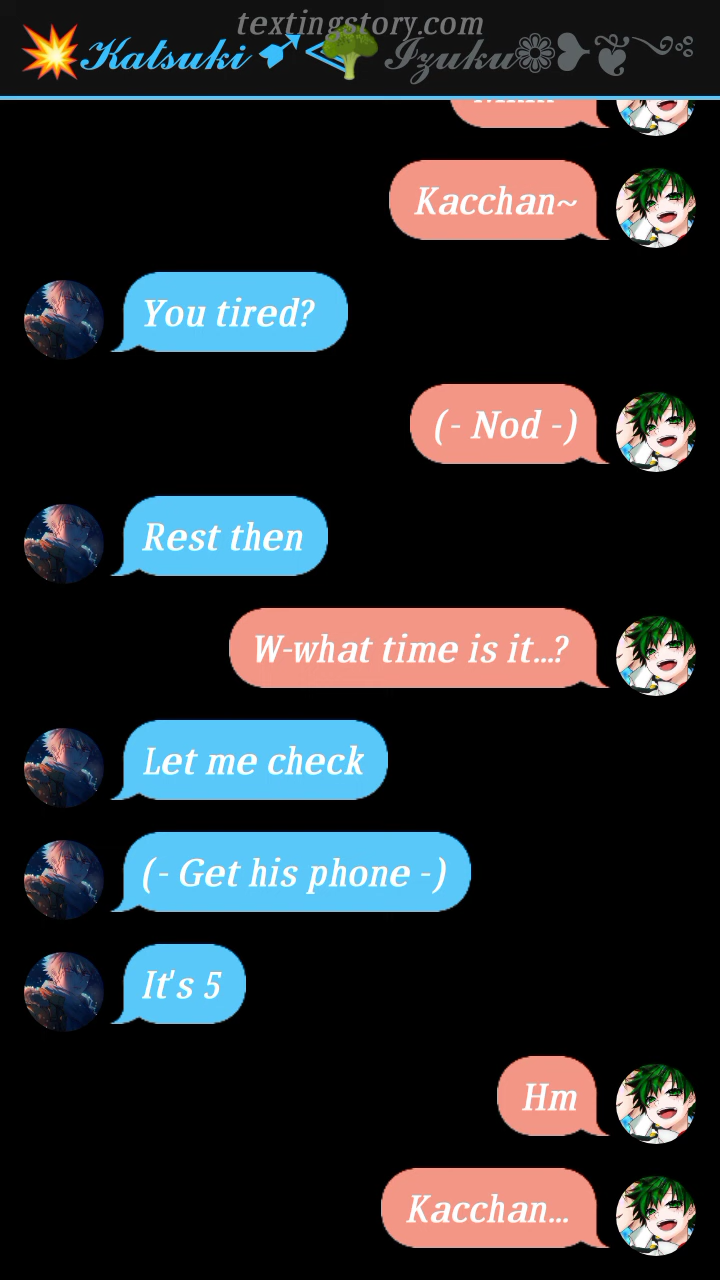 textingstory.com
Katsuki Izuku
Kacchan~
You tired?
(- Nod -)
Rest then
W-what time is it...?
Let me check
(- Get his phone -)
It's 5
Hm
Kacchan...